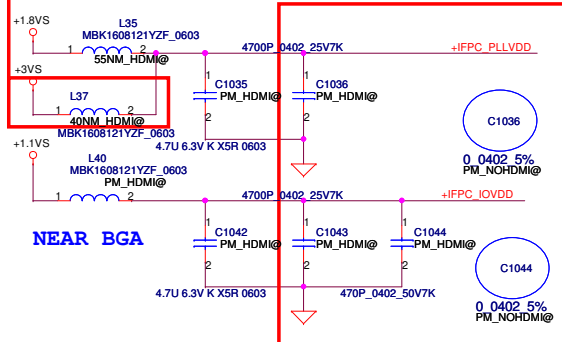 +1.8VS
L35
MBK1608121YZF_0603
1 2
55NM_HDMI@
4700P_0402_25V7K
+IFPC_PLLVDD
+3VS
L37
1 2
40NM_HDMI@
MBK1608121YZF_0603
1
C1035
PM_HDMI@
2
1
C1036
PM_HDMI@
2
C1036
4.7U 6.3V K X5R 0603
0_0402_5%
PM_NOHDMI@
+1.1VS
L40
MBK1608121YZF_0603
1 2
PM_HDMI@
4700P_0402_25V7K
+IFPC_IOVDD
NEAR BGA
1
C1042
PM_HDMI@
2
1
C1043
PM_HDMI@
2
1
C1044
PM_HDMI@
2
C1044
4.7U 6.3V K X5R 0603
470P_0402_50V7K
0_0402_5%
PM_NOHDMI@